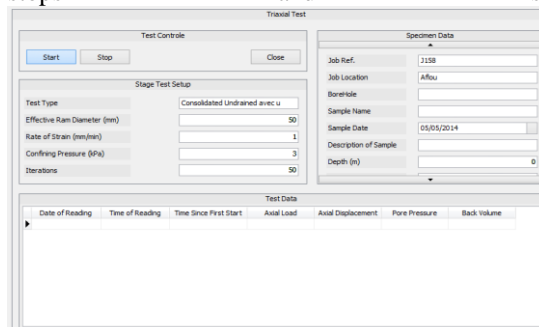 Triaxial Test
Test Controle
Start Stop Close
Stage Test Setup
Test Type Consolidated Undrained avec u
Effective Ram Diameter (mm) 50
Rate of Strain (mm/min) 1
Confining Pressure (kPa) 3
Iterations 50
Specimen Data
Job Ref. J158
Job Location Aflou
BoreHole
Sample Name
Sample Date 05/05/2014
Description of Sample
Depth (m) 0
Test Data
Date of Reading Time of Reading Time Since First Start Axial Load Axial Displacement Pore Pressure Back Volume